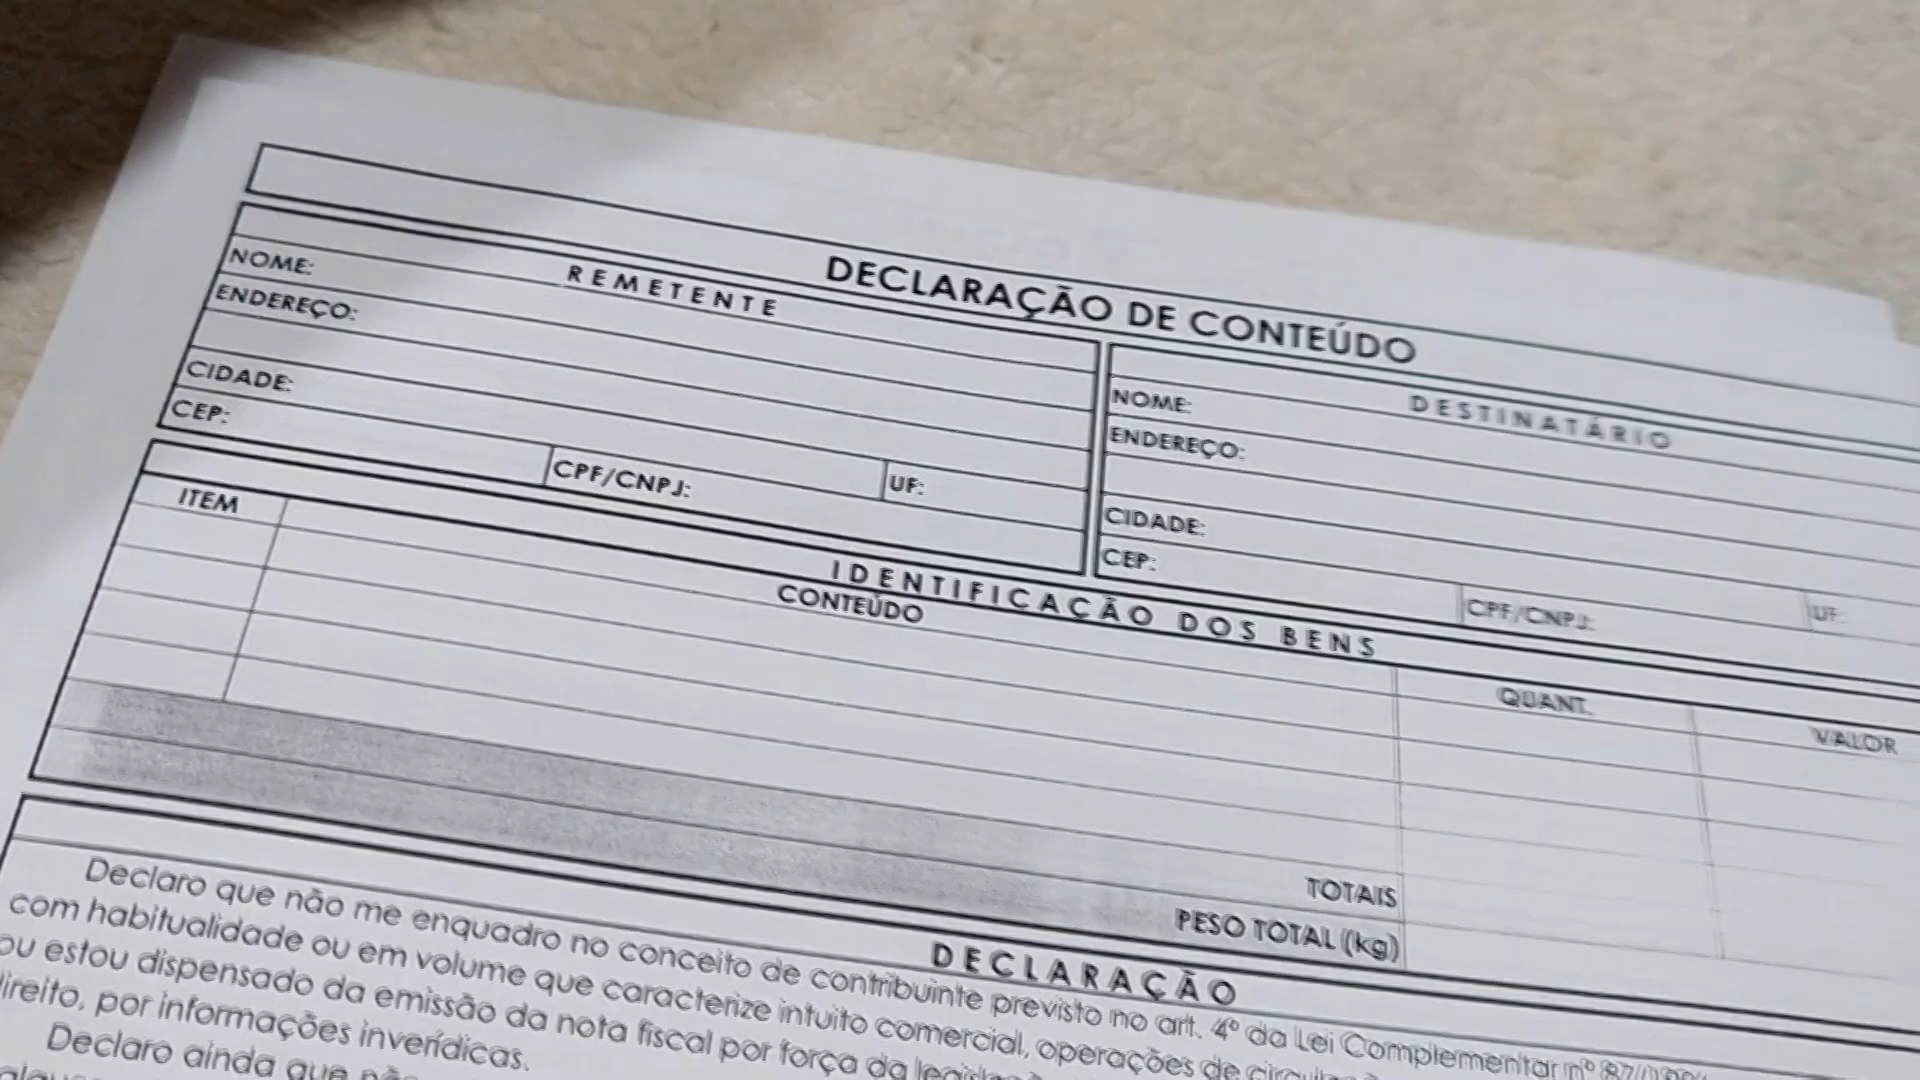 DECLARAÇÃO DE CONTEÚDO
REMETENTE
NOME:
ENDEREÇO:
CIDADE:
CEP:
CPF/CNPJ:
UF:
DESTINATÁRIO
NOME:
ENDEREÇO:
CIDADE:
CEP:
CPF/CNPJ:
UF:
IDENTIFICAÇÃO DOS BENS
ITEM
CONTEÚDO
QUANT.
VALOR
TOTAIS
PESO TOTAL (kg)
DECLARAÇÃO
Declaro que não me enquadro no conceito de contribuinte previsto no art. 4º da Lei Complementar nº 87/
com habitualidade ou em volume que caracterize intuito comercial, operações de
ou estou dispensado da emissão da nota fiscal por força da
direito, por informações inverídicas.
Declaro ainda que